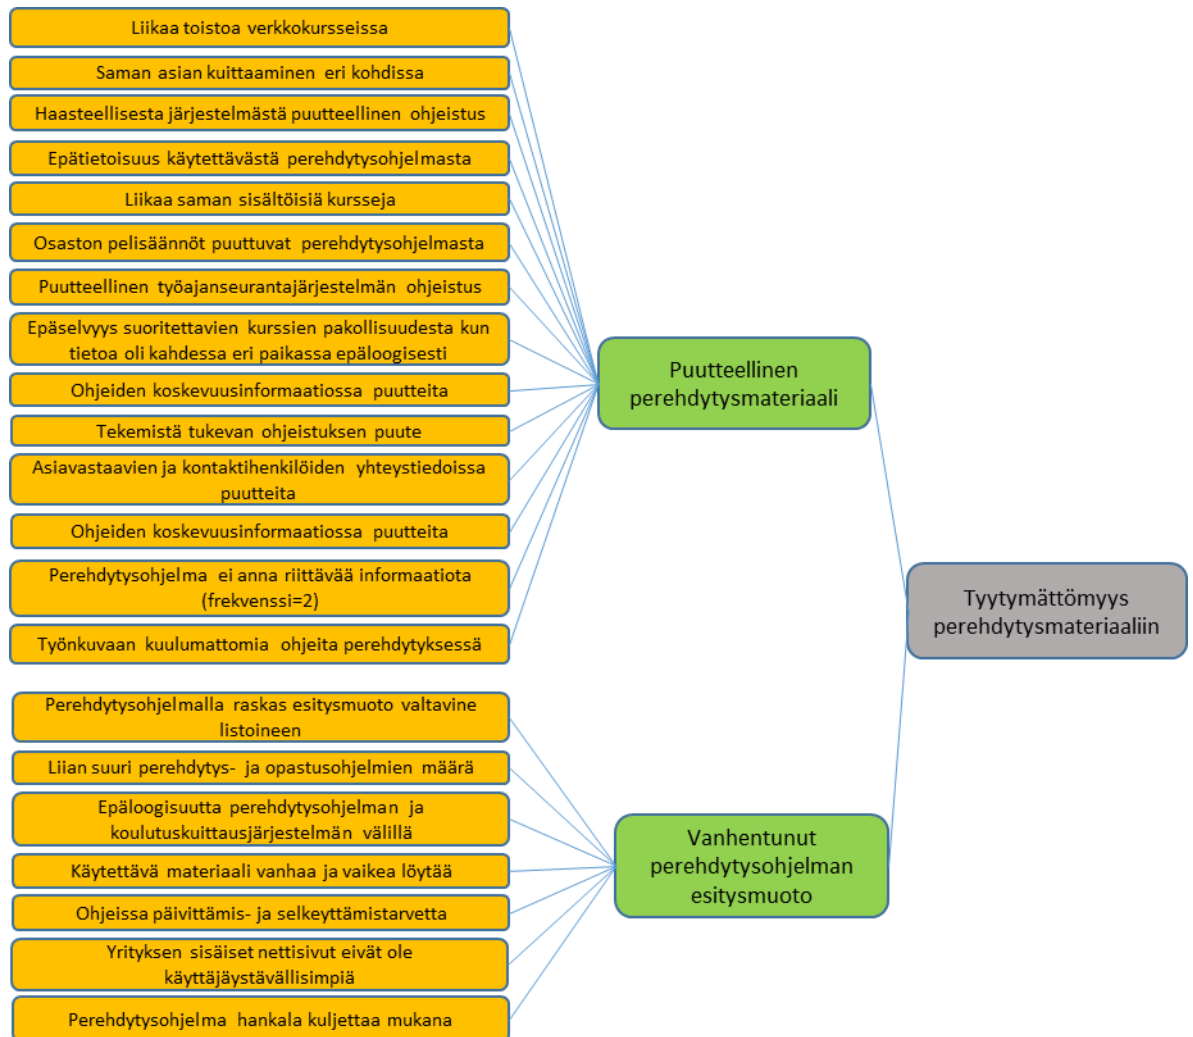 Liikaa toistoa verkkokursseissa
Saman asian kuittaaminen eri kohdissa
Haasteellisesta järjestelmästä puutteellinen ohjeistus
Epätietoisuus käytettävästä perehdytysohjelmasta
Liikaa saman sisältöisiä kursseja
Osaston pelisäännöt puuttuvat perehdytysohjelmasta
Puutteellinen työajanseurantajärjestelmän ohjeistus
Epäselvyys suoritettavien kurssien pakollisuudesta kun
tietoa oli kahdessa eri paikassa epäloogisesti
Ohjeiden koskevuusinformaatiossa puutteita
Tekemistä tukevan ohjeistuksen puute
Asiavastaavien ja kontaktihenkilöiden yhteystiedoissa
puutteita
Ohjeiden koskevuusinformaatiossa puutteita
Perehdytysohjelma ei anna riittävää informaatiota
(frekvenssi=2)
Työnkuvaan kuulumattomia ohjeita perehdytyksessä
Perehdytysohjelmalla raskas esitysmuoto valtavine
listoineen
Liian suuri perehdytys- ja opastusohjelmien määrä
Epäloogisuutta perehdytysohjelman ja
koulutuskuittausjärjestelmän välillä
Käytettävä materiaali vanhaa ja vaikea löytää
Ohjeissa päivittämis- ja selkeyttämistarvetta
Yrityksen sisäiset nettisivut eivät ole
käyttäjäystävällisimpiä
Perehdytysohjelma hankala kuljettaa mukana
Puutteellinen
perehdytysmateriaali
Vanhentunut
perehdytysohjelman
esitysmuoto
Tyytymättömyys
perehdytysmateriaaliin